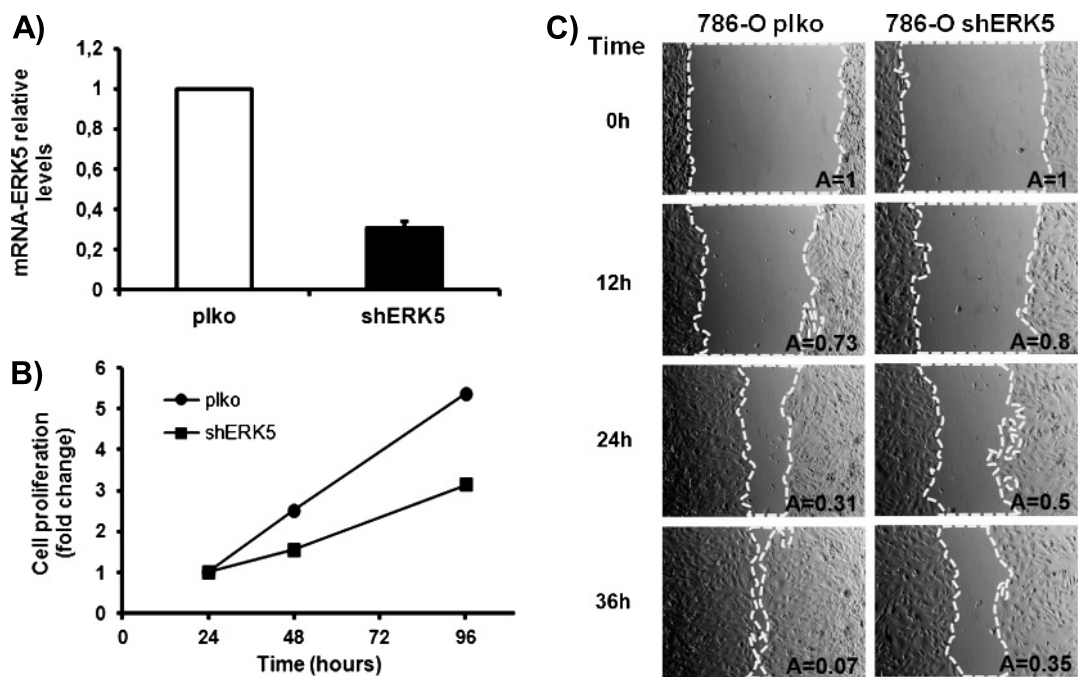 A)
mRNA-ERK5 relative
levels
1,2
1
0,8
0,6
0,4
0,2
0
plko
shERK5
B)
Cell proliferation
(fold change)
6
5
4
3
2
1
0
plko
shERK5
0
24
48
72
96
Time (hours)
C)
Time
786-O plko
786-O shERK5
0h
A=1
A=1
12h
A=0.73
A=0.8
24h
A=0.31
A=0.5
36h
A=0.07
A=0.35